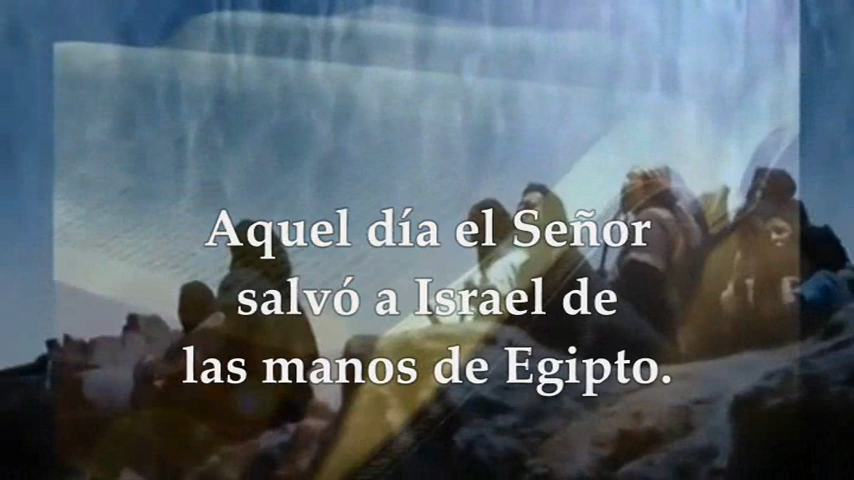 Aquel día el Señor
salvó a Israel de
las manos de Egipto.